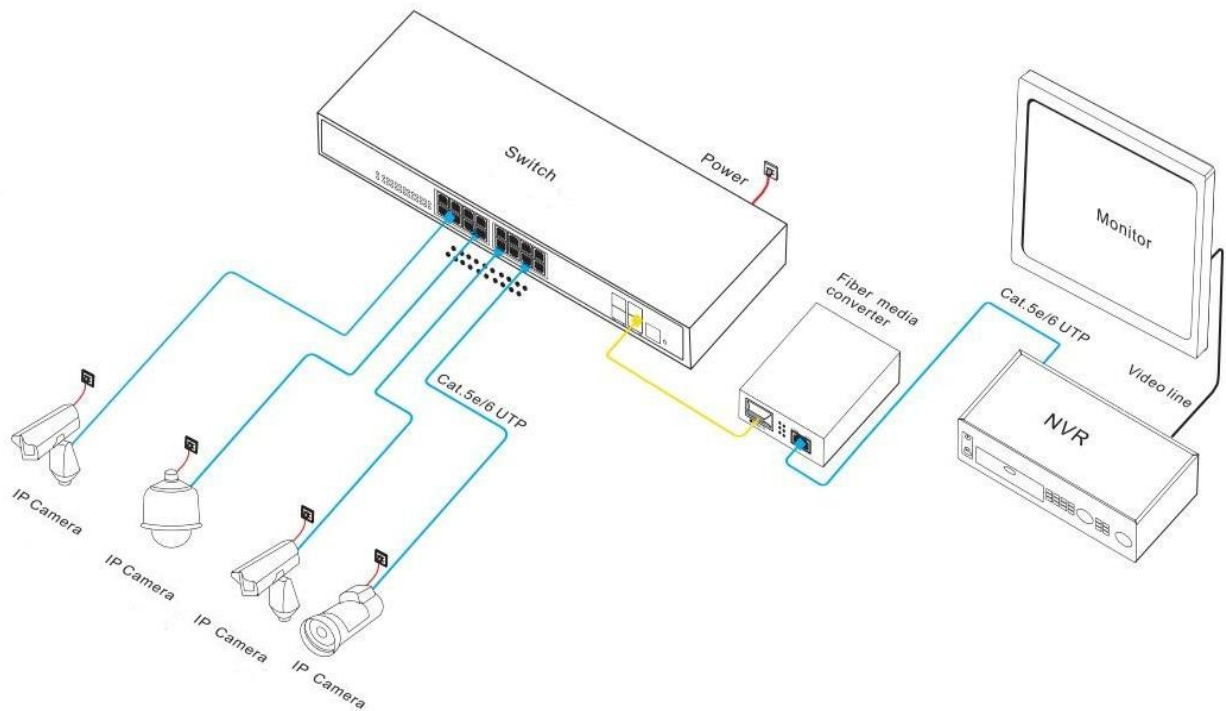 Switch
Power
Monitor
Fiber media
converter
Cat.5e/6 UTP
Video line
NVR
Cat.5e/6 UTP
IP Camera
IP Camera
IP Camera
IP Camera